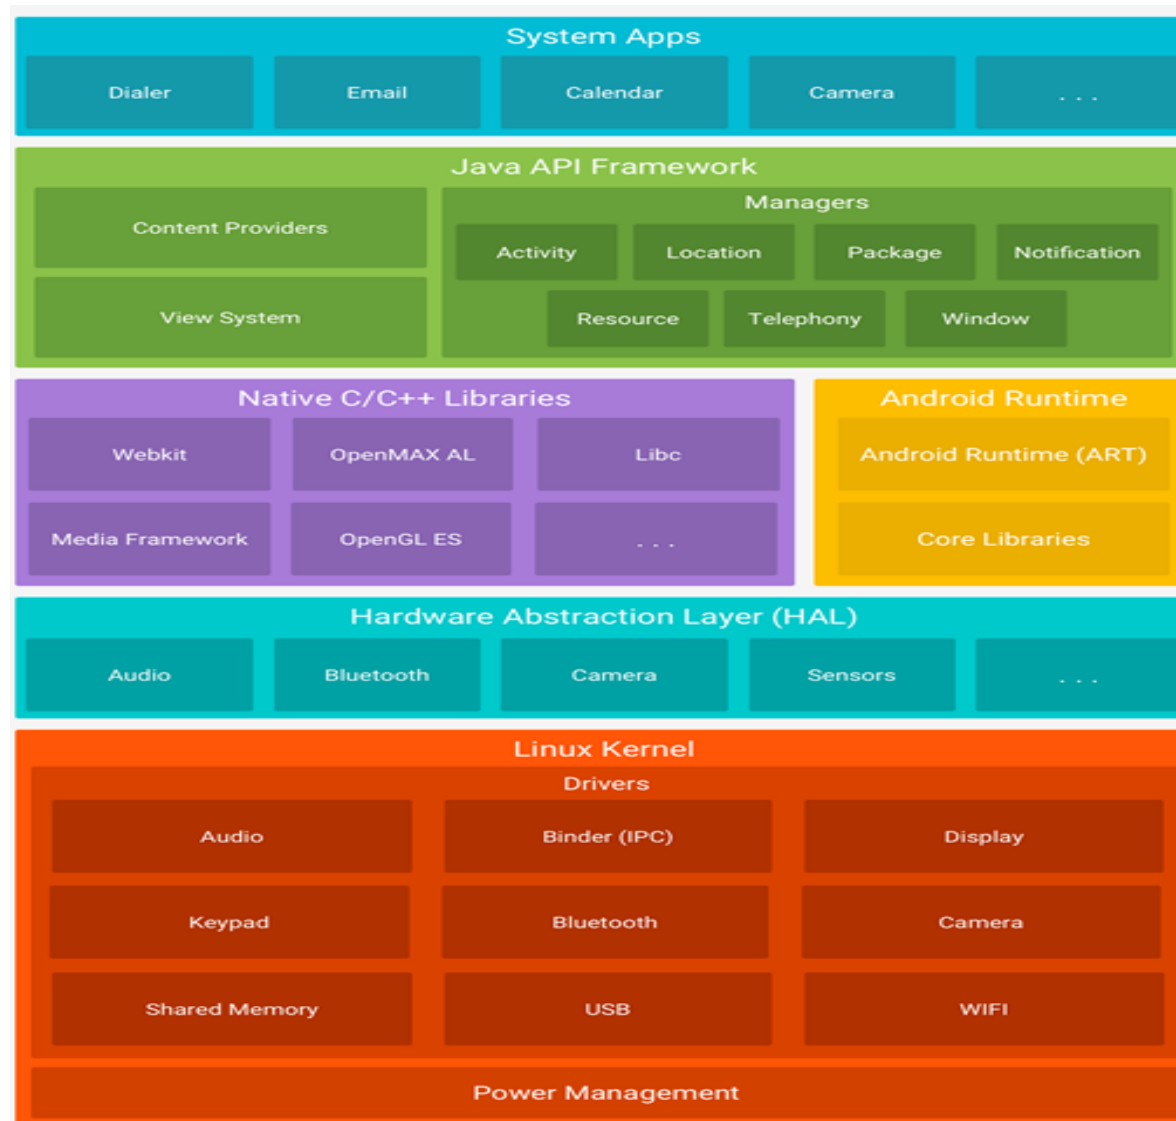 System Apps
Dialer Email Calendar Camera . . .
Java API Framework
Content Providers
View System
Managers
Activity Location Package Notification
Resource Telephony Window
Native C/C++ Libraries
Webkit OpenMAX AL Libc
Media Framework OpenGL ES . . .
Android Runtime
Android Runtime (ART)
Core Libraries
Hardware Abstraction Layer (HAL)
Audio Bluetooth Camera Sensors . . .
Linux Kernel
Drivers
Audio Binder (IPC) Display
Keypad Bluetooth Camera
Shared Memory USB WIFI
Power Management